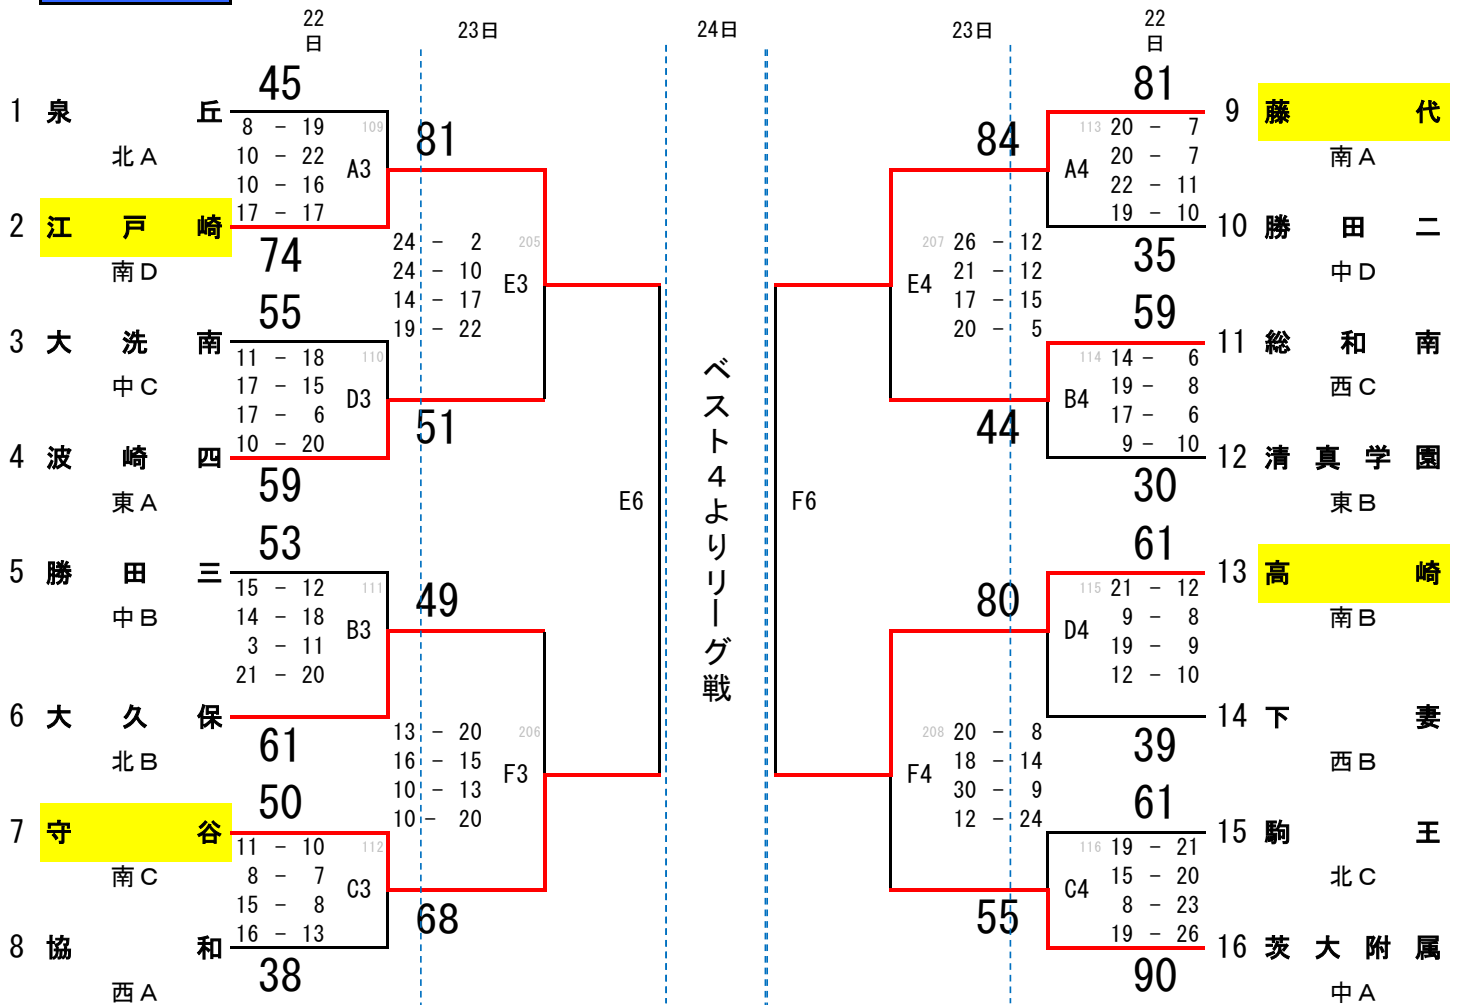 22
日
23日
24日
23日
22
日
45
1 泉 丘
8 - 19 109
北A
10 - 22
A3
10 - 16
17 - 17
2 江 戸 崎
74
南D
81
24 - 2 205
24 - 10
E3
14 - 17
19 - 22
55
3 大 洗 南
11 - 18 110
中C
17 - 15
D3
17 - 6
10 - 20
4 波 崎 四
59
東A
51
E6
53
5 勝 田 三
15 - 12 111
中B
14 - 18
B3
3 - 11
21 - 20
6 大 久 保
61
北B
49
13 - 20 206
16 - 15
F3
10 - 13
10 - 20
50
7 守 谷
11 - 10 112
南C
8 - 7
C3
15 - 8
16 - 13
8 協 和
38
西A
68
ベスト4よりリーグ戦
81
9 藤 代
113 20 - 7
南A
20 - 7
A4
22 - 11
19 - 10
10 勝 田 二
35
中D
84
207 26 - 12
21 - 12
E4
17 - 15
20 - 5
59
11 総 和 南
114 14 - 6
西C
19 - 8
B4
17 - 6
9 - 10
12 清 真 学 園
30
東B
44
F6
61
13 高 崎
115 21 - 12
南B
9 - 8
D4
19 - 9
12 - 10
14 下 妻
39
西B
80
208 20 - 8
18 - 14
F4
30 - 9
12 - 24
61
15 駒 王
116 19 - 21
北C
15 - 20
C4
8 - 23
19 - 26
16 茨 大 附 属
90
中A
55